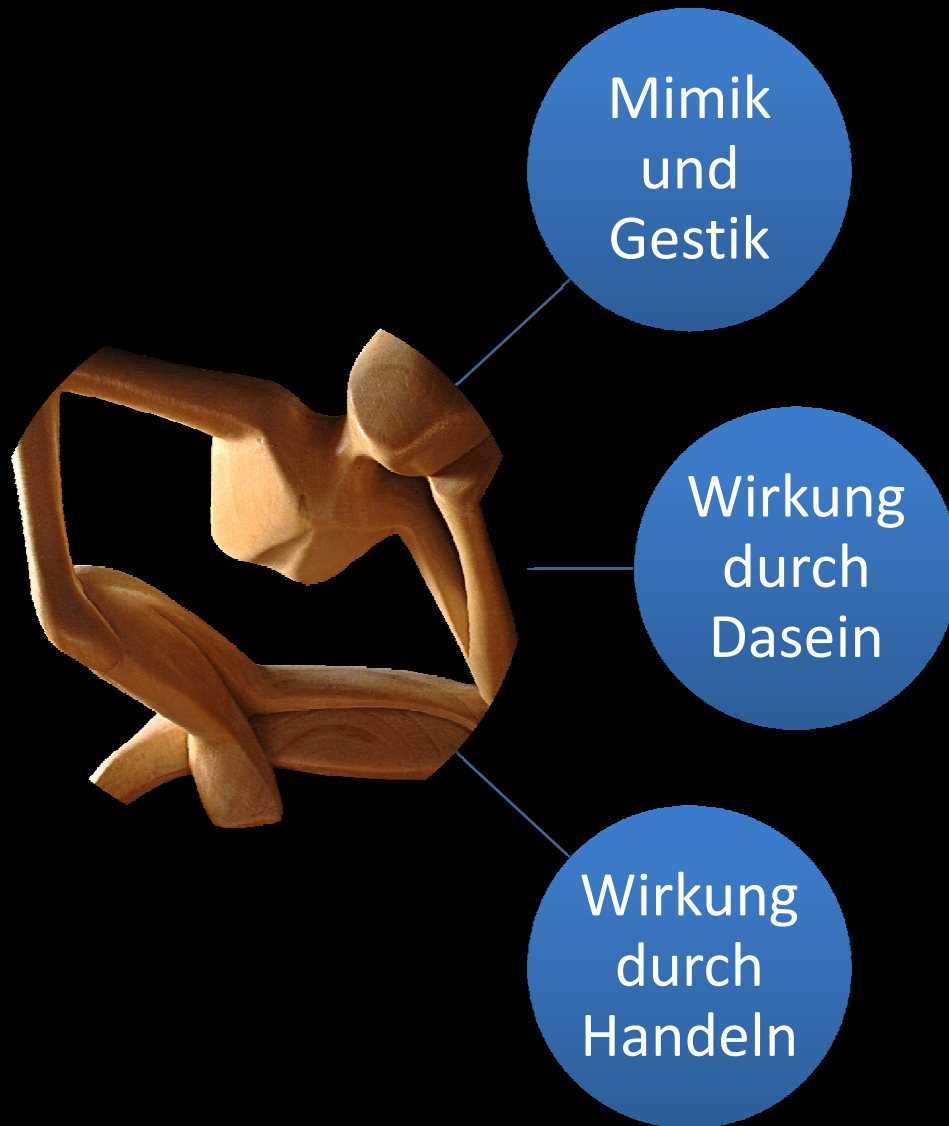 Mimik
und
Gestik
Wirkung
durch
Dasein
Wirkung
durch
Handeln